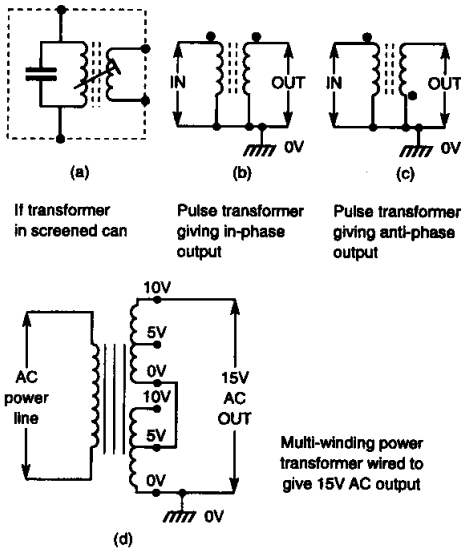 IN
OUT
0V
IN
OUT
0V
(a)
(b)
(c)
If transformer
in screened can
Pulse transformer
giving in-phase
output
Pulse transformer
giving anti-phase
output
10V
5V
0V
10V
5V
0V
AC
power
line
15V
AC
OUT
0V
Multi-winding power
transformer wired to
give 15V AC output
(d)